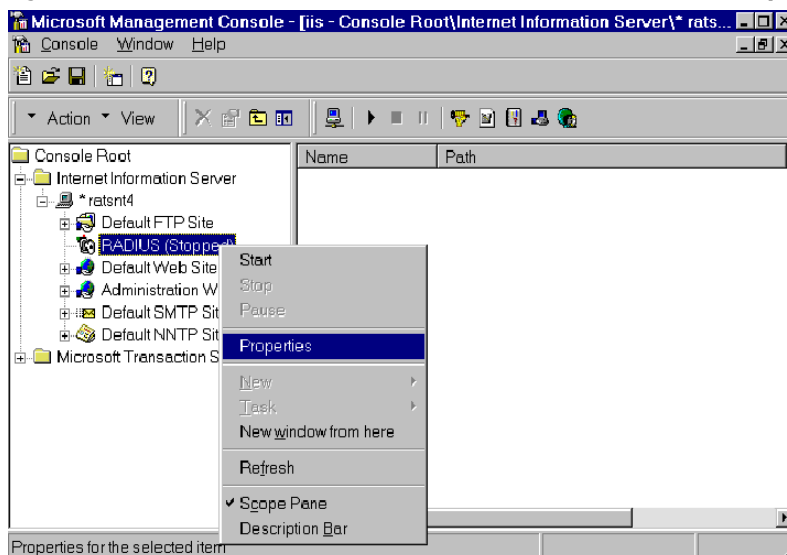 Microsoft Management Console - [iis - Console Root\Internet Information Server\* rats...
Console Window Help
Action View
Console Root
Internet Information Server
* ratsnt4
Default FTP Site
RADIUS (Stopped)
Default Web Site
Administration W
Default SMTP Sit
Default NNTP Sit
Microsoft Transaction S
Name Path
Start
Stop
Pause
Properties
New
Task
New window from here
Refresh
Scope Pane
Description Bar
Properties for the selected item